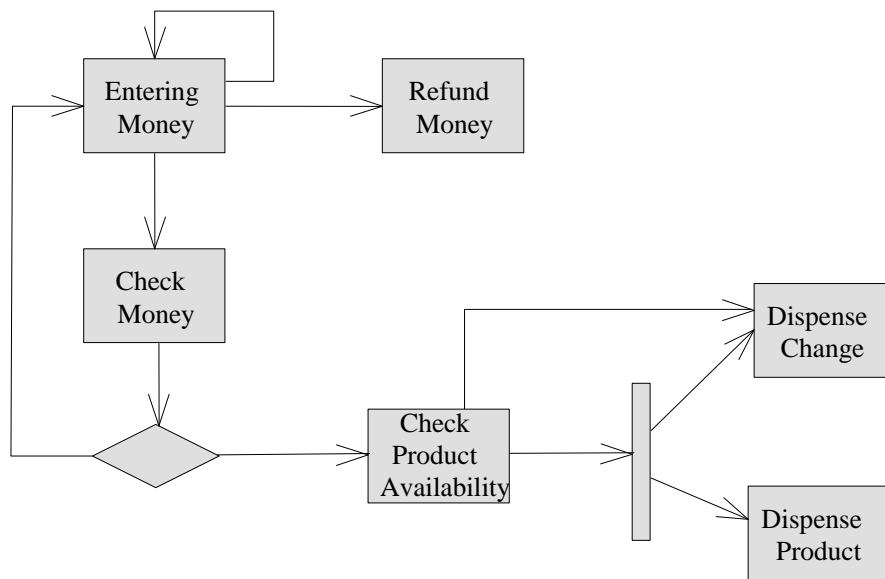 Entering
Money
Refund
Money
Check
Money
Dispense
Change
Check
Product
Availability
Dispense
Product